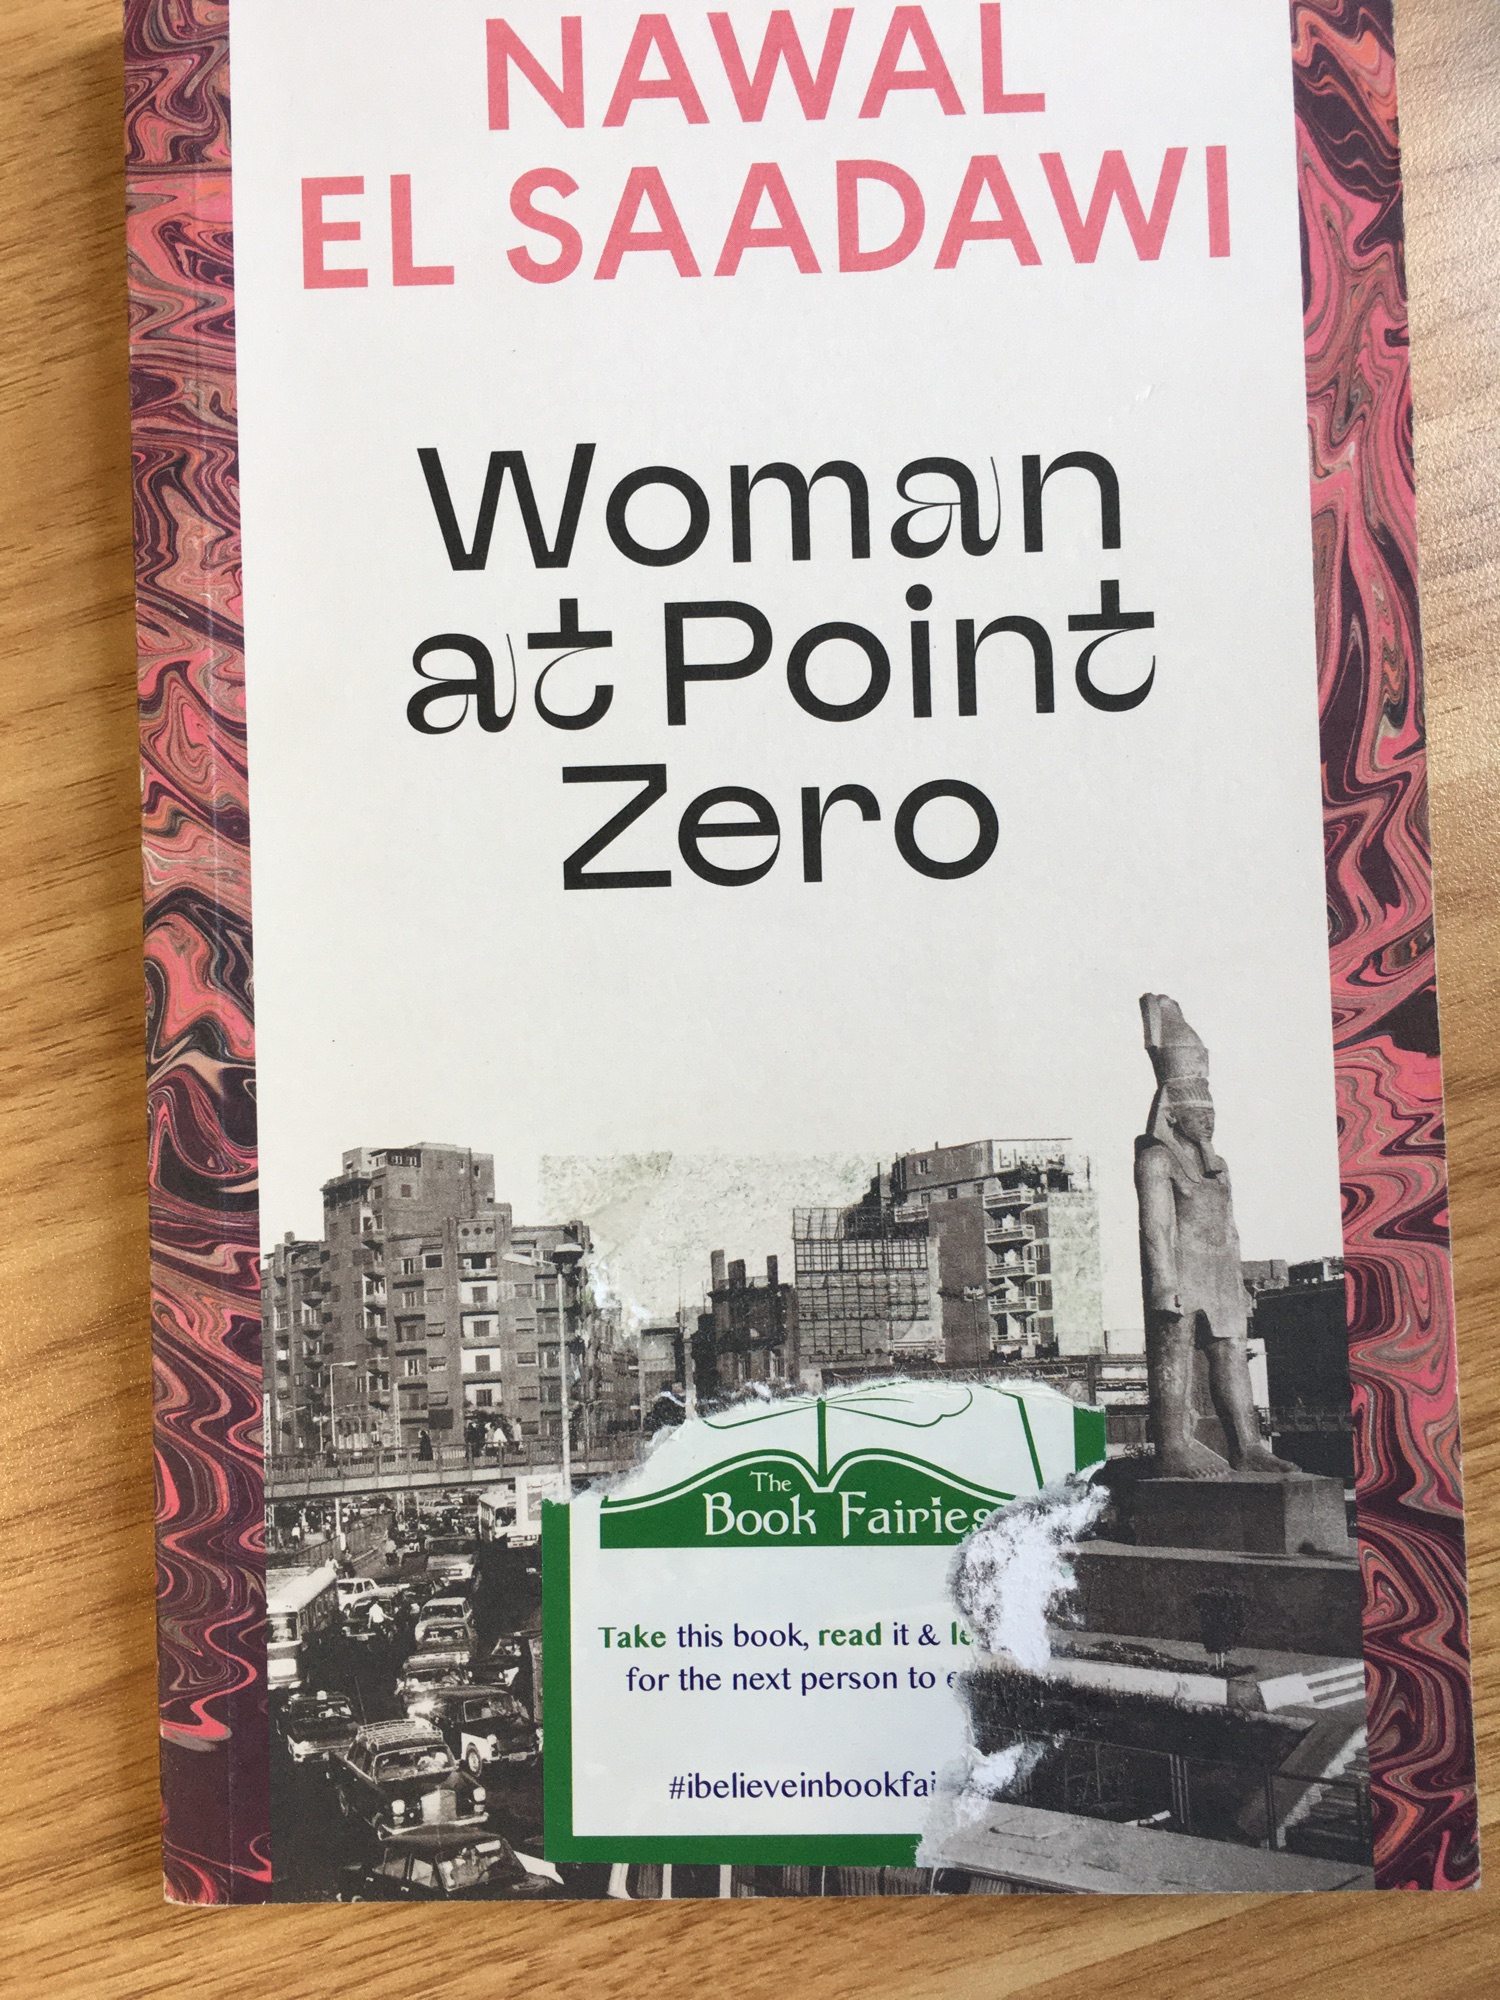 NAWAL
EL SAADAWI
Woman
at Point
Zero
The
Book Fairies
Take this book, read it &
for the next person to
#ibelieveinbookfai